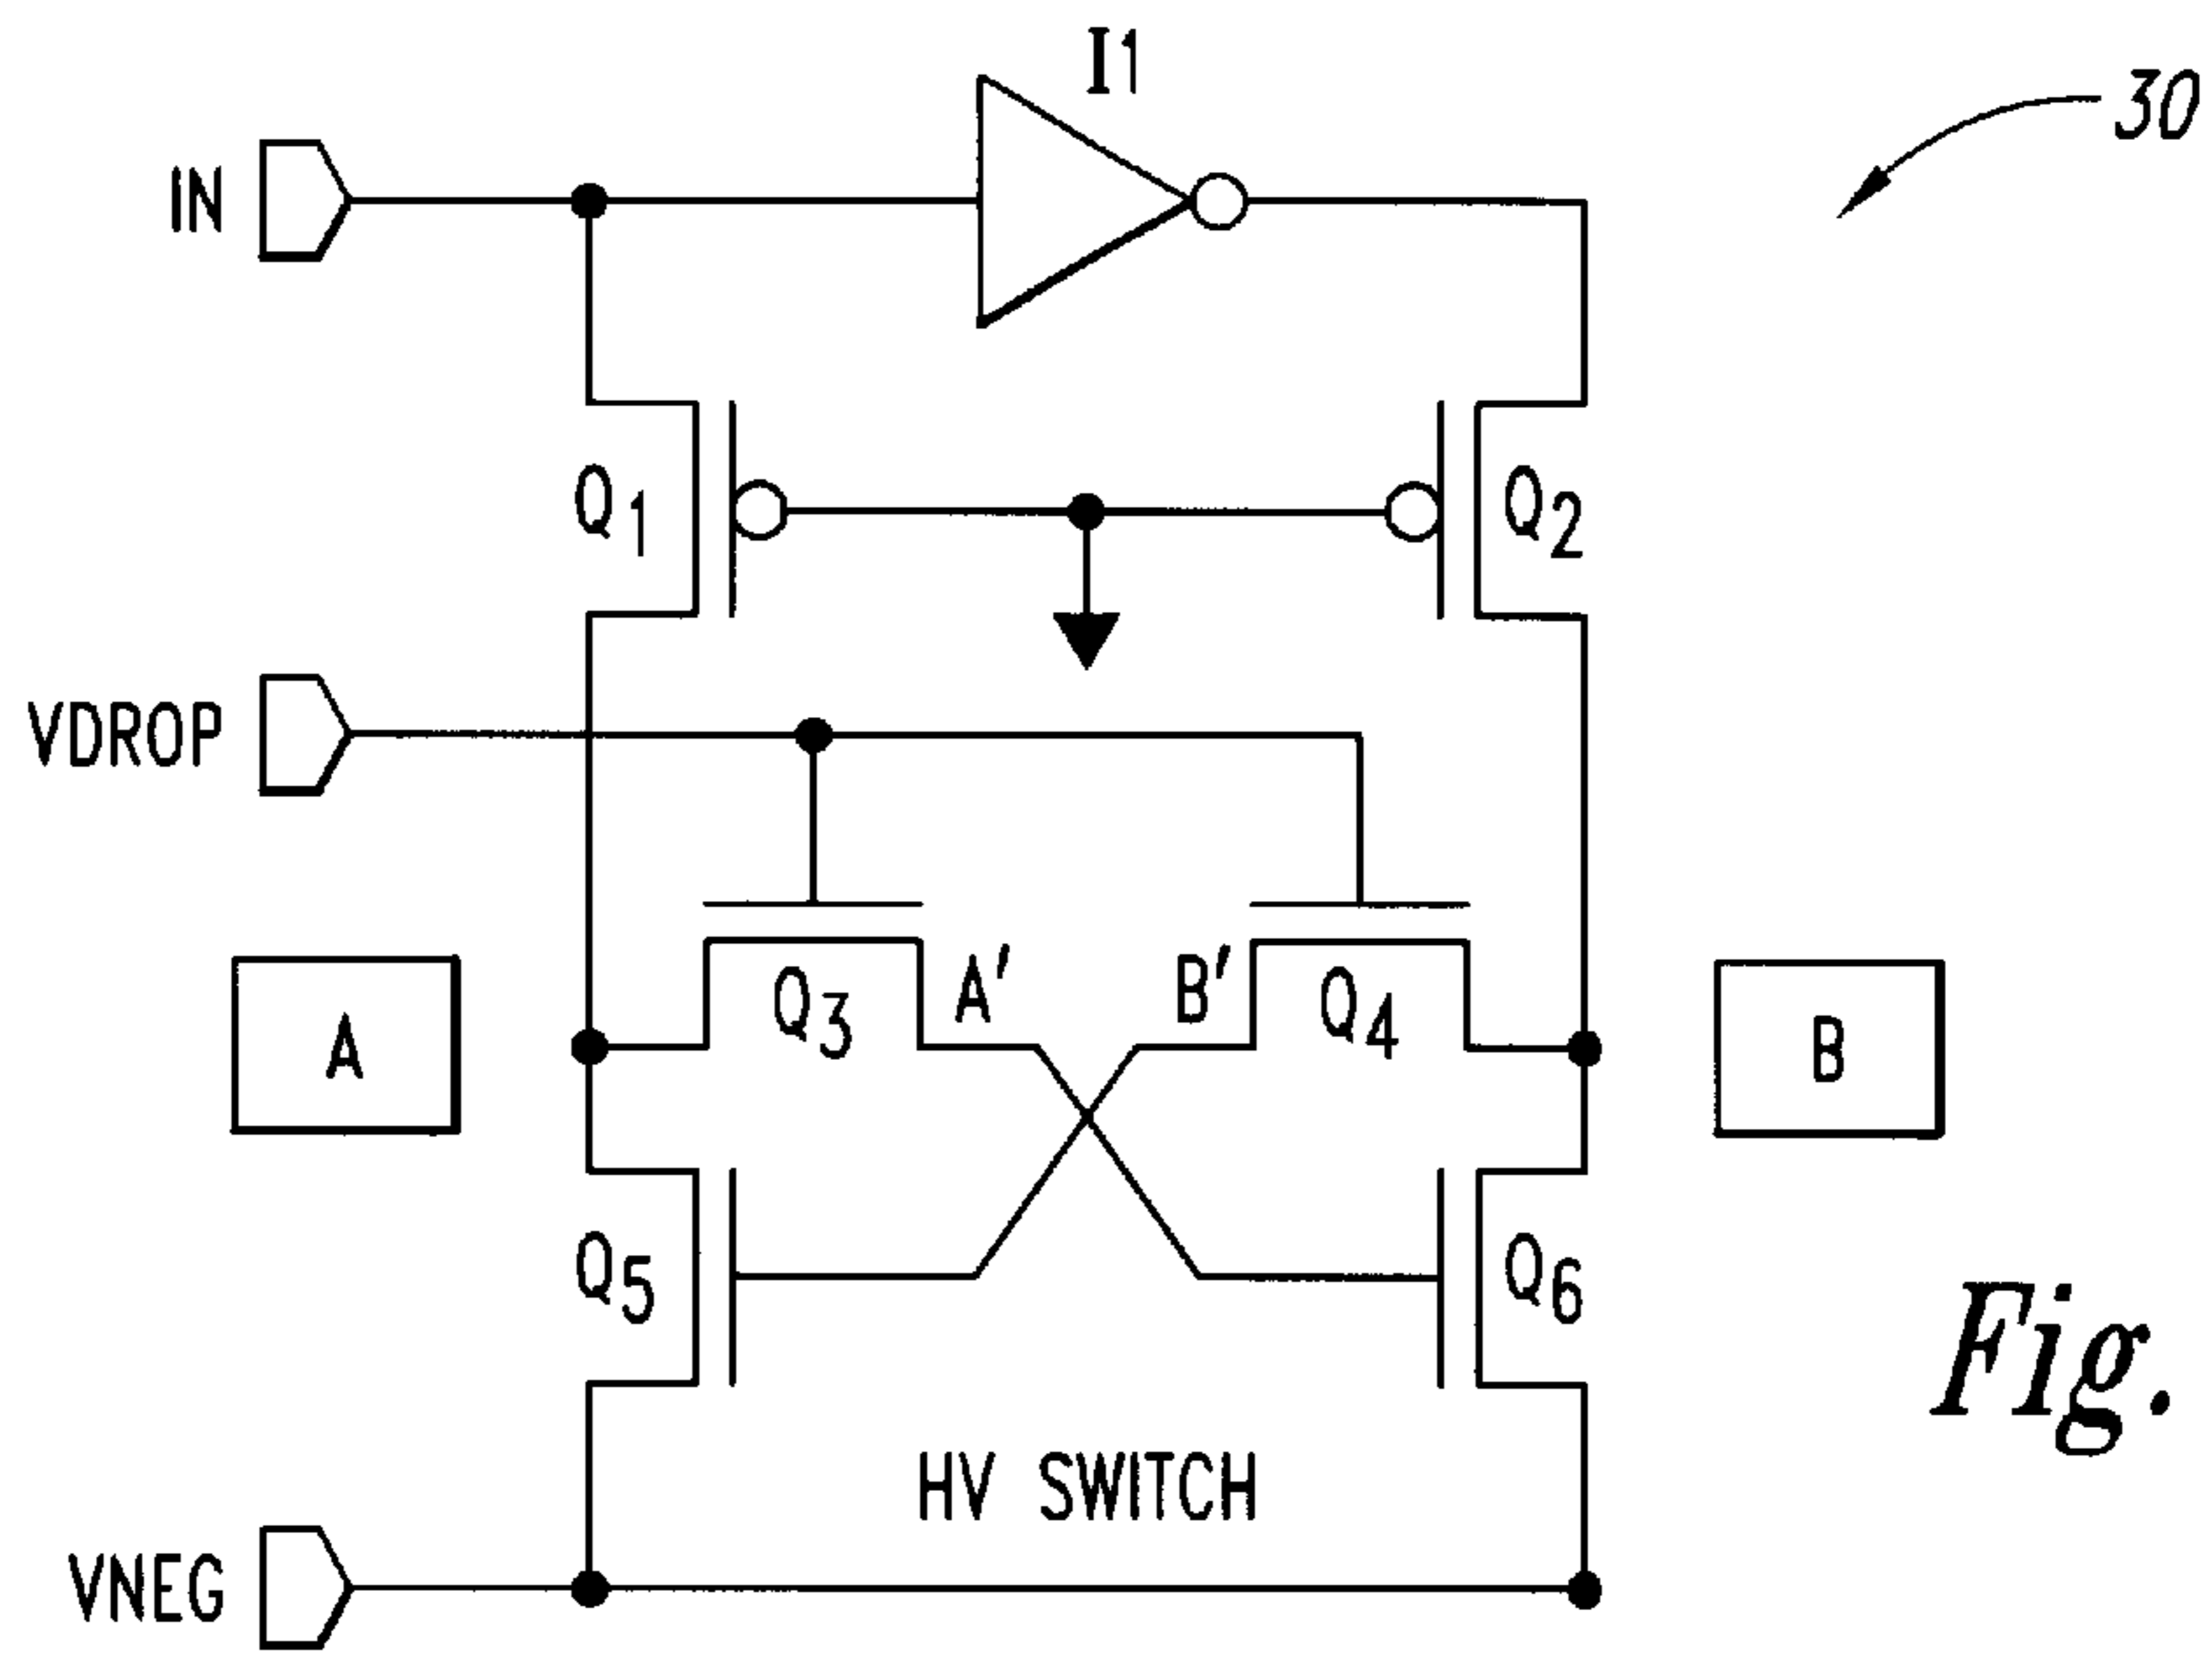 I1
30
IN
Q1
Q2
VDROP
A
Q3
A'
B'
Q4
B
Q5
Q6
Fig.
HV SWITCH
VNEG